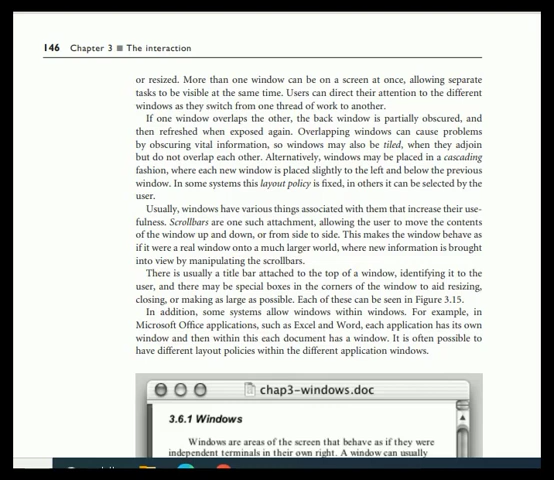 146 Chapter 3 ■ The interaction
or resized. More than one window can be on a screen at once, allowing separate
tasks to be visible at the same time. Users can direct their attention to the different
windows as they switch from one thread of work to another.
If one window overlaps the other, the back window is partially obscured, and
then refreshed when exposed again. Overlapping windows can cause problems
by obscuring vital information, so windows may also be tiled, when they adjoin
but do not overlap each other. Alternatively, windows may be placed in a cascading
fashion, where each new window is placed slightly to the left and below the previous
window. In some systems this layout policy is fixed, in others it can be selected by the
user.
Usually, windows have various things associated with them that increase their use-
fulness. Scrollbars are one such attachment, allowing the user to move the contents
of the window up and down, or from side to side. This makes the window behave as
if it were a real window onto a much larger world, where new information is brought
into view by manipulating the scrollbars.
There is usually a title bar attached to the top of a window, identifying it to the
user, and there may be special boxes in the corners of the window to aid resizing,
closing, or making as large as possible. Each of these can be seen in Figure 3.15.
In addition, some systems allow windows within windows. For example, in
Microsoft Office applications, such as Excel and Word, each application has its own
window and then within this each document has a window. It is often possible to
have different layout policies within the different application windows.
chap3-windows.doc
3.6.1 Windows
Windows are areas of the screen that behave as if they were
independent terminals in their own right. A window can usually